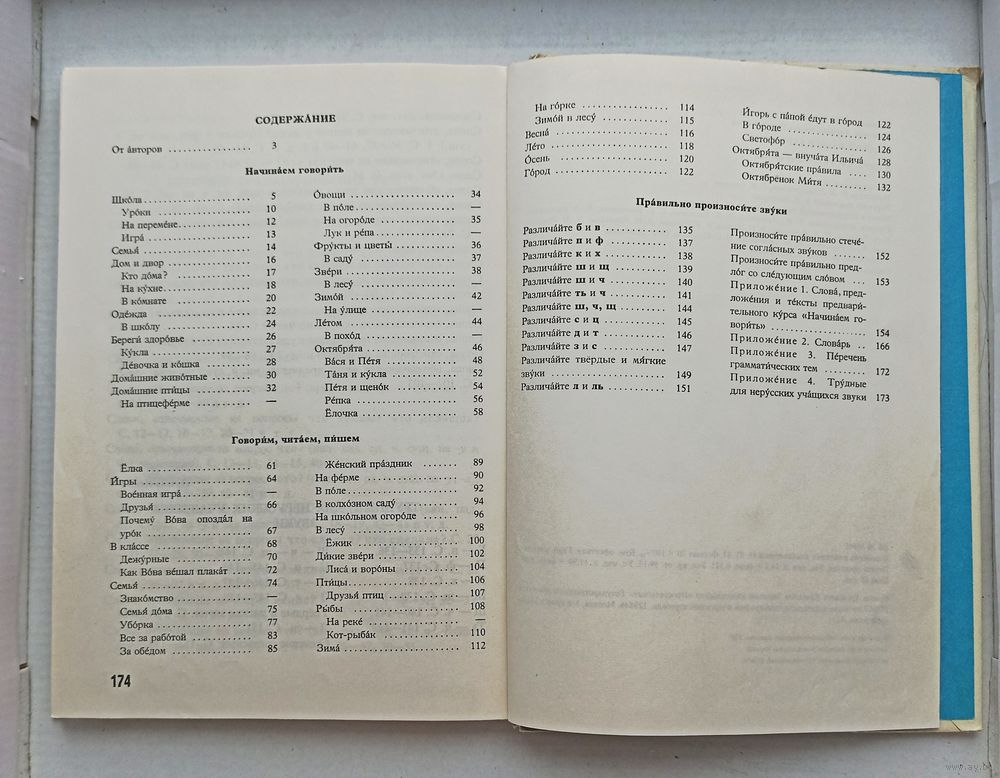 СОДЕРЖА́НИЕ
От а́второв 3
Начина́ем говори́ть
Шко́ла 5
Уро́ки 10
На переме́не 12
Игра́ 13
Семья́ 14
Дом и двор 16
Кто до́ма? 17
На ку́хне 18
В ко́мнате 20
Оде́жда 22
В шко́лу 24
Береги́ здоро́вье 26
Ку́кла 27
Де́вочка и ко́шка 28
Дома́шние живо́тные 30
Дома́шние пти́цы 32
На птицефе́рме —
О́вощи 34
В по́ле —
На огоро́де 35
Лук и ре́па —
Фру́кты и цветы́ 36
В саду́ 37
Зве́ри 38
В лесу́ —
Зимо́й 42
На у́лице —
Ле́том 44
В похо́д —
Октября́та 46
Ва́ся и Пе́тя 48
Та́ня и ку́кла 52
Пе́тя и щено́к 54
Ре́пка 56
Ёлочка 58
Говори́м, чита́ем, пи́шем
Ёлка 61
И́гры 64
Вое́нная игра́ —
Друзья́ 66
Почему́ Во́ва опозда́л на
уро́к 67
В кла́ссе 68
Дежу́рные 70
Как Во́ва ве́шал плака́т 72
Семья́ 74
Знако́мство —
Семья́ до́ма 75
Убо́рка 77
Все за рабо́той 83
За обе́дом 85
Же́нский пра́здник 89
На фе́рме 90
В по́ле 92
В колхо́зном саду́ 94
На шко́льном огоро́де 96
В лесу́ 98
Ёжик 100
Ди́кие зве́ри 102
Лиса́ и воро́ны 104
Пти́цы 106
Друзья́ птиц 107
Ры́бы 108
На реке́ —
Кот-рыба́к 110
Зима́ 112
174
На го́рке 114
Зимо́й в лесу́ 115
Весна́ 116
Ле́то 118
О́сень 120
Го́род 122
И́горь с па́пой е́дут в го́род 122
В го́роде 124
Светофо́р 126
Октября́та — внуча́та Ильича́ 128
Октября́тские пра́вила 130
Октябрёнок Ми́тя 132
Пра́вильно произноси́те зву́ки
Различа́йте б и в 135
Различа́йте п и ф 137
Различа́йте к и х 138
Различа́йте ш и щ 139
Различа́йте ш и ч 140
Различа́йте ть и ч 141
Различа́йте ш, ч, щ 144
Различа́йте с и ц 145
Различа́йте д и т 146
Различа́йте з и с 147
Различа́йте твёрдые и мя́гкие
зву́ки 149
Различа́йте л и ль 151
Произноси́те пра́вильно стече́-
ние согла́сных зву́ков 152
Произноси́те пра́вильно пред-
ло́г со сле́дующим сло́вом 153
Приложе́ние 1. Слова́, пред-
ложе́ния и те́ксты предвари́-
тельного ку́рса «Начина́ем го-
вори́ть» 154
Приложе́ние 2. Слова́рь 166
Приложе́ние 3. Пе́речень
граммати́ческих тем 172
Приложе́ние 4. Тру́дные
для неру́сских уча́щихся зву́ки 173
www.ay.by